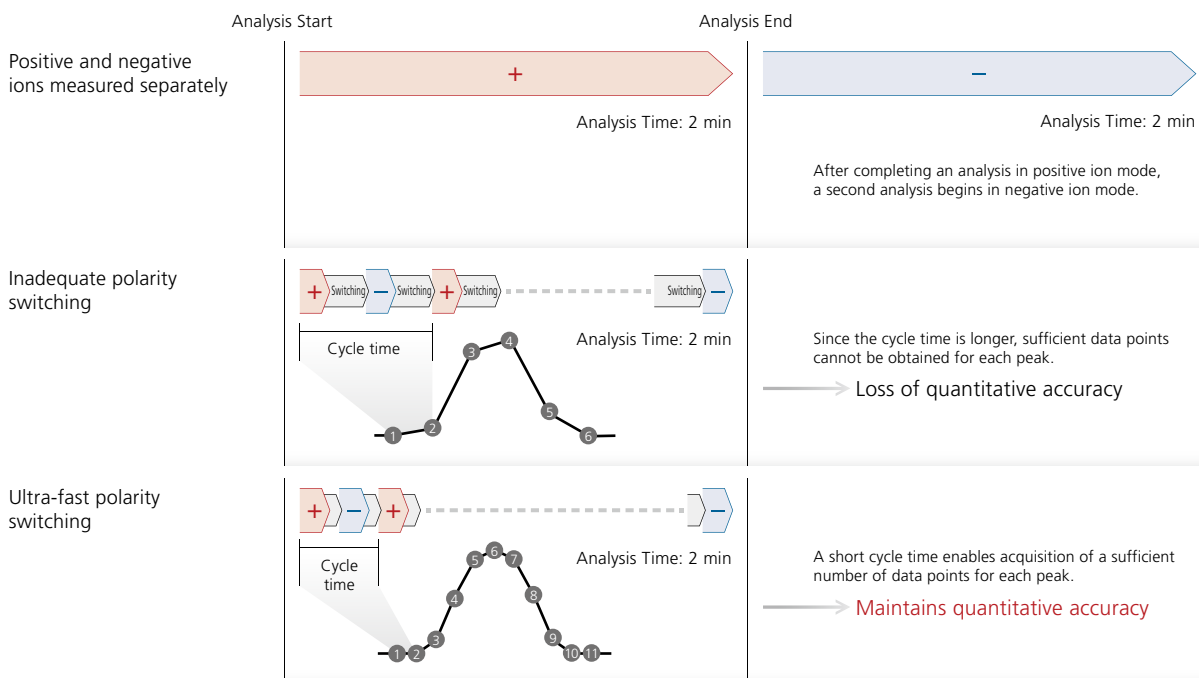 Analysis Start
Analysis End
Positive and negative
ions measured separately
+
−
Analysis Time: 2 min
Analysis Time: 2 min
After completing an analysis in positive ion mode,
a second analysis begins in negative ion mode.
Inadequate polarity
switching
+ Switching − Switching + Switching Switching −
Cycle time
Analysis Time: 2 min
1 2 3 4 5 6
Since the cycle time is longer, sufficient data points
cannot be obtained for each peak.
Loss of quantitative accuracy
Ultra-fast polarity
switching
+ − + −
Cycle
time
Analysis Time: 2 min
1 2 3 4 5 6 7 8 9 10 11
A short cycle time enables acquisition of a sufficient
number of data points for each peak.
Maintains quantitative accuracy